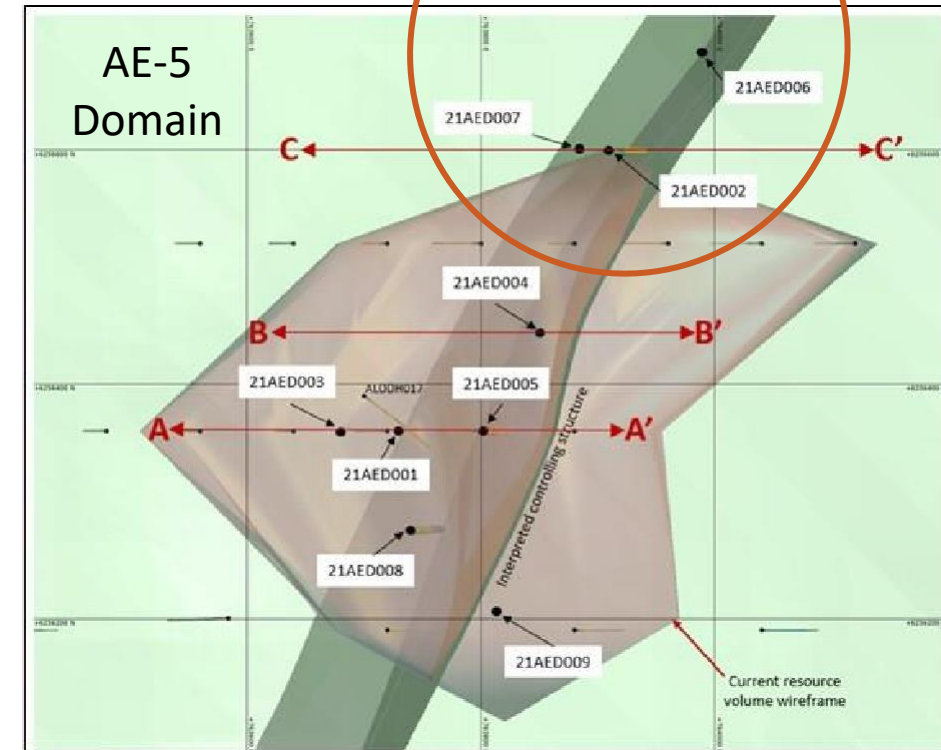 AE-5
Domain
21AED006
21AED007
C
C'
21AED002
21AED004
B
B'
21AED003
ALDDH017
21AED005
A
A'
21AED001
Interpreted controlling structure
21AED008
21AED009
Current resource
volume wireframe